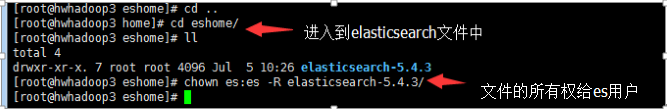 [root@hwhadoop3 eshome]# cd ..
[root@hwhadoop3 home]# cd eshome/
[root@hwhadoop3 eshome]# ll
进入到elasticsearch文件中
total 4
drwxr-xr-x. 7 root root 4096 Jul  5 10:26 elasticsearch-5.4.3
[root@hwhadoop3 eshome]# chown es:es -R elasticsearch-5.4.3/
[root@hwhadoop3 eshome]#
文件的所有权给es用户